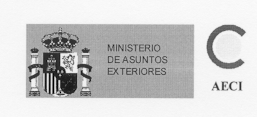 MINISTERIO
DE ASUNTOS
EXTERIORES
AECI